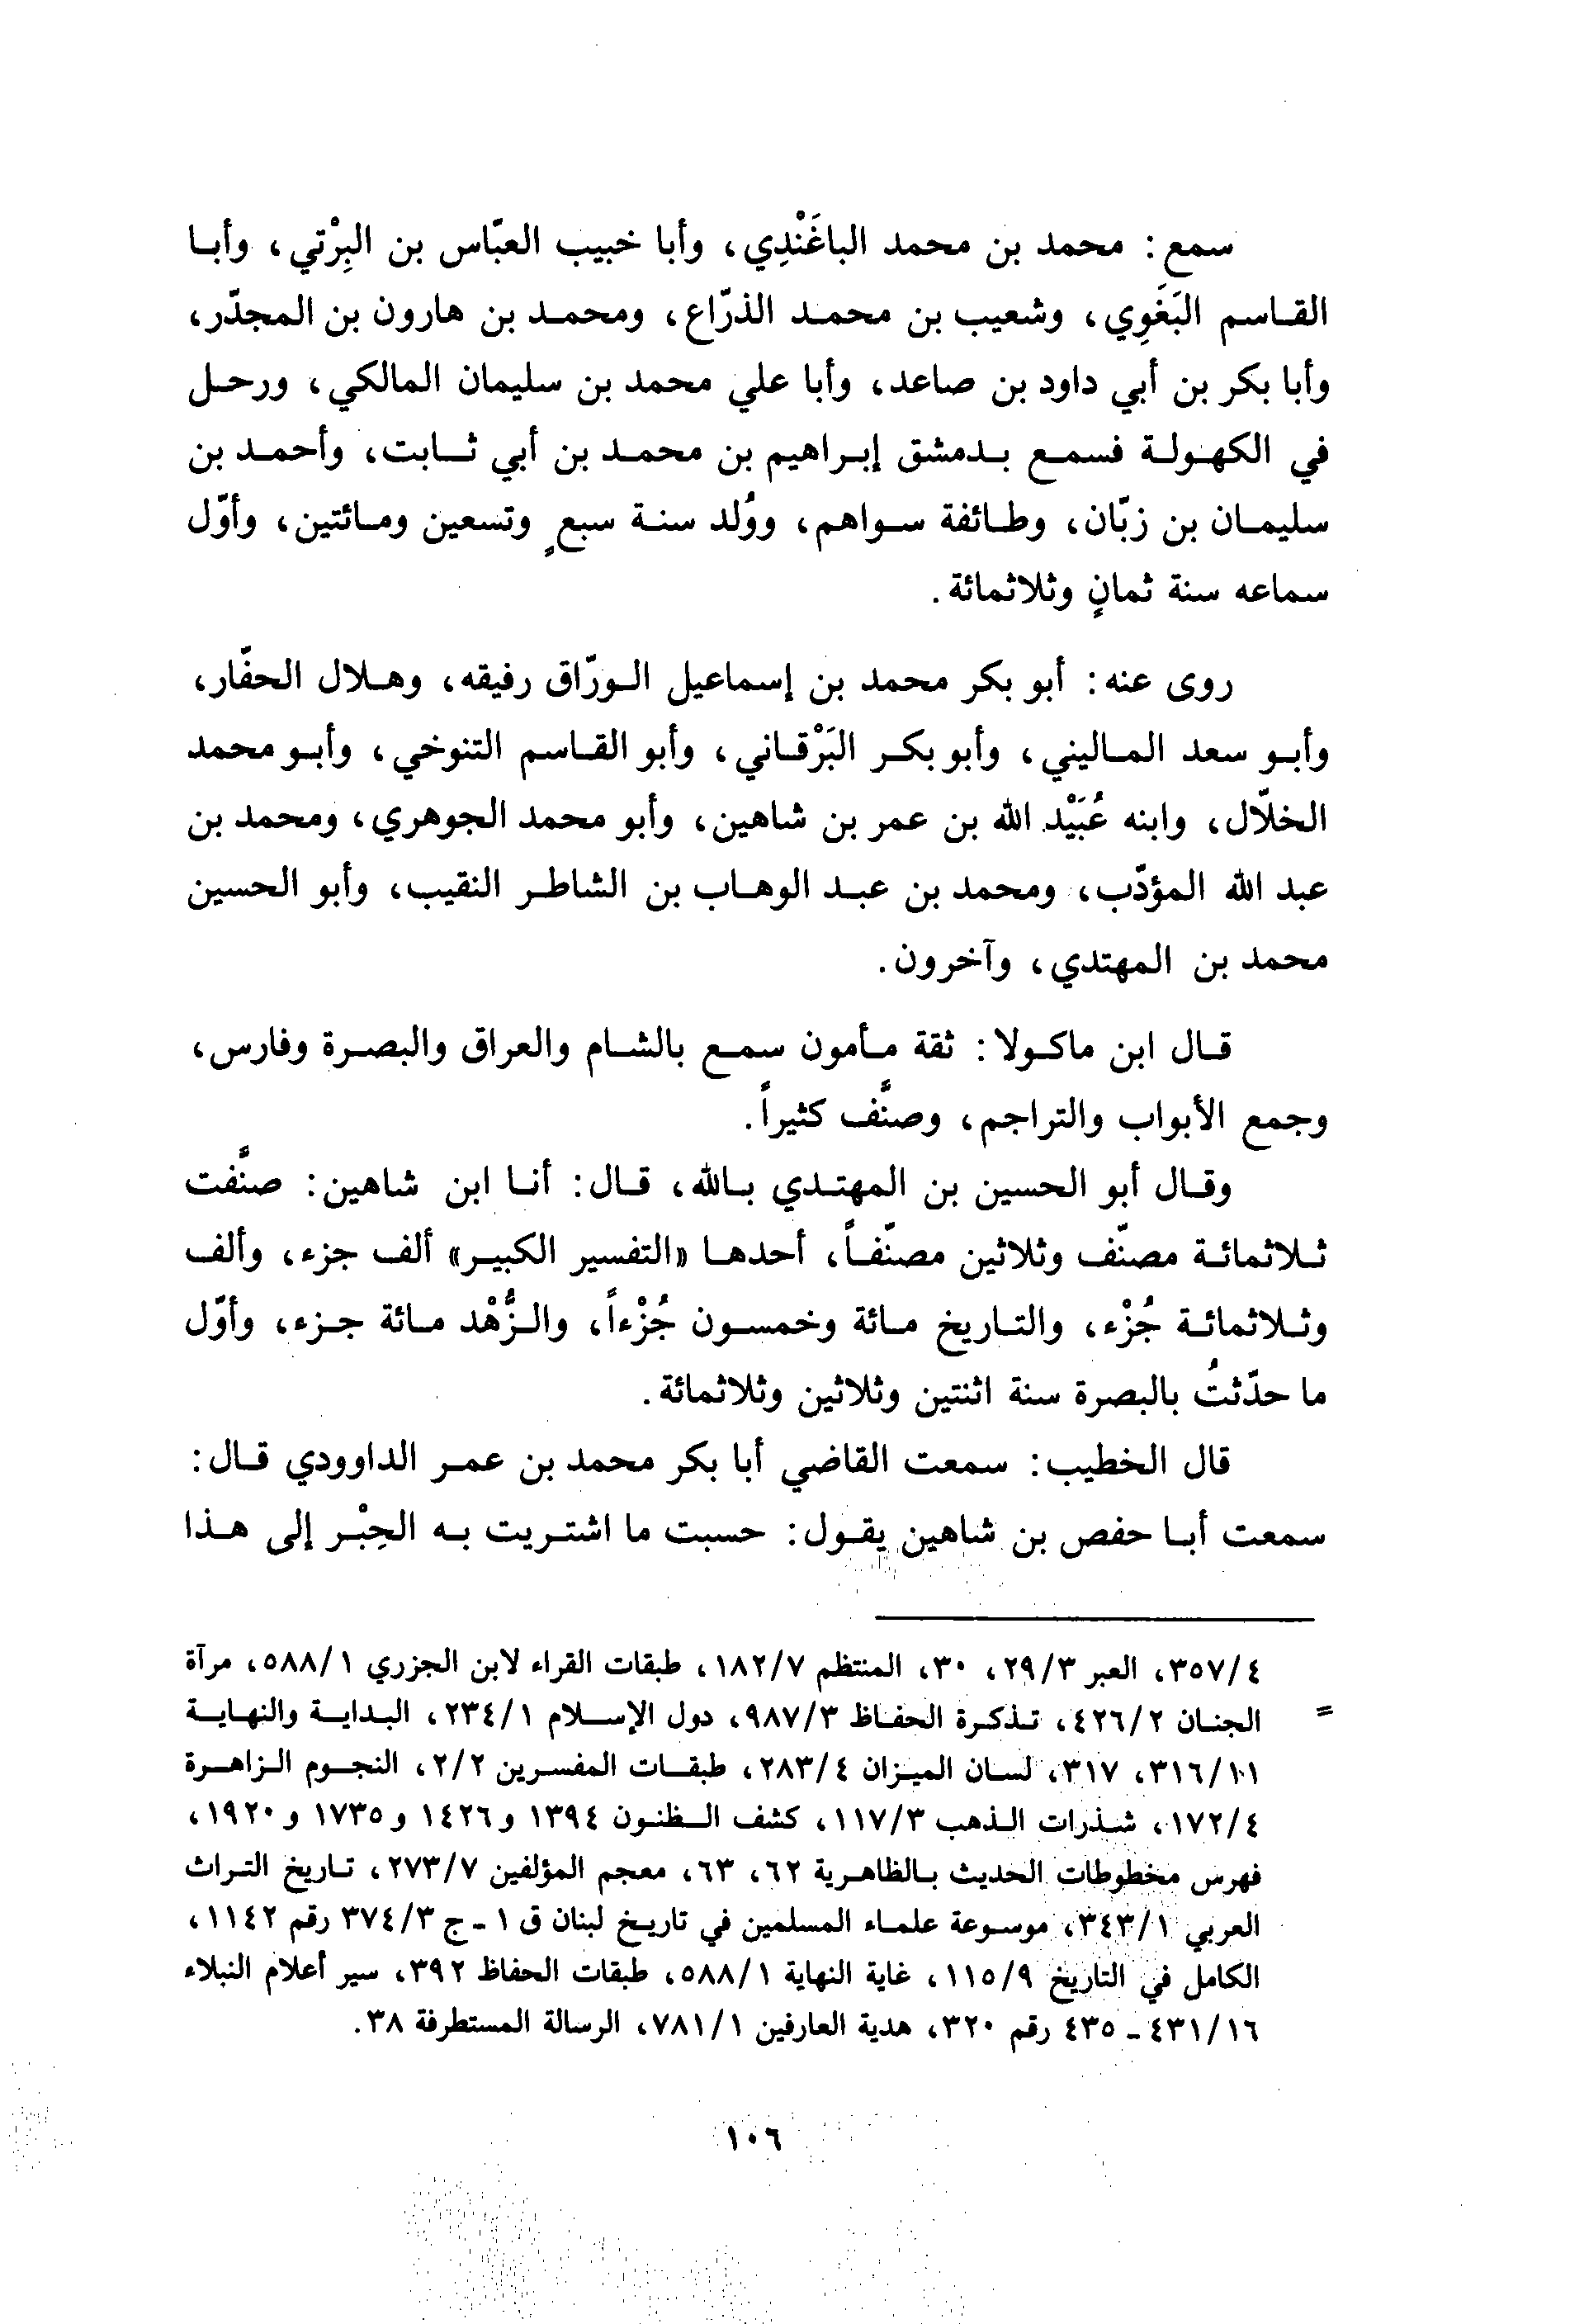 سمع: محمد بن محمد الباغَنْدِي، وأبا خبيب العبّاس بن البِرْتي، وأبا
القاسم البَغَوِي، وشعيب بن محمد الذرّاع، ومحمد بن هارون بن المجدّر،
وأبا بكر بن أبي داود بن صاعد، وأبا علي محمد بن سليمان المالكي، ورحل
في الكهولة فسمع بدمشق إبراهيم بن محمد بن أبي ثابت، وأحمد بن
سليمان بن زبّان، وطائفة سواهم، ووُلد سنة سبعٍ وتسعين ومائتين، وأوّل
سماعه سنة ثمانٍ وثلاثمائة.
روى عنه: أبو بكر محمد بن إسماعيل الورّاق رفيقه، وهلال الحفّار،
وأبو سعد الماليني، وأبو بكر البَرْقاني، وأبو القاسم التنوخي، وأبو محمد
الخلّال، وابنه عُبَيْد الله بن عمر بن شاهين، وأبو محمد الجوهري، ومحمد بن
عبد الله المؤدّب، ومحمد بن عبد الوهاب بن الشاطر النقيب، وأبو الحسين
محمد بن المهتدي، وآخرون.
قال ابن ماكولا: ثقة مأمون سمع بالشام والعراق والبصرة وفارس،
وجمع الأبواب والتراجم، وصنَّف كثيراً.
وقال أبو الحسين بن المهتدي بالله، قال: أنا ابن شاهين: صنَّفت
ثلاثمائة مصنّف وثلاثين مصنّفاً، أحدها «التفسير الكبير» ألف جزء، وألف
وثلاثمائة جُزْء، والتاريخ مائة وخمسون جُزْءاً، والزُّهْد مائة جزء، وأوّل
ما حدّثتُ بالبصرة سنة اثنتين وثلاثين وثلاثمائة.
قال الخطيب: سمعت القاضي أبا بكر محمد بن عمر الداوودي قال:
سمعت أبا حفص بن شاهين يقول: حسبت ما اشتريت به الحِبْر إلى هذا
٣٥٧/٤، العبر ٢٩/٣، ٣٠، المنتظم ١٨٢/٧، طبقات القراء لابن الجزري ٥٨٨/١، مرآة
= الجنان ٤٢٦/٢، تذكرة الحفاظ ٩٨٧/٣، دول الإسلام ٢٣٤/١، البداية والنهاية
٣١٦/١١، ٣١٧، لسان الميزان ٢٨٣/٤، طبقات المفسرين ٢/٢، النجوم الزاهرة
١٧٢/٤، شذرات الذهب ١١٧/٣، كشف الظنون ١٣٩٤ و١٤٢٦ و١٧٣٥ و١٩٢٠،
فهرس مخطوطات الحديث بالظاهرية ٦٢، ٦٣، معجم المؤلفين ٢٧٣/٧، تاريخ التراث
العربي ٣٤٣/١، موسوعة علماء المسلمين في تاريخ لبنان ق ١ - ج ٣٧٤/٣ رقم ١١٤٢،
الكامل في التاريخ ١١٥/٩، غاية النهاية ٥٨٨/١، طبقات الحفاظ ٣٩٢، سير أعلام النبلاء
٤٣١/١٦ - ٤٣٥ رقم ٣٢٠، هدية العارفين ٧٨١/١، الرسالة المستطرفة ٣٨.
١٠٦